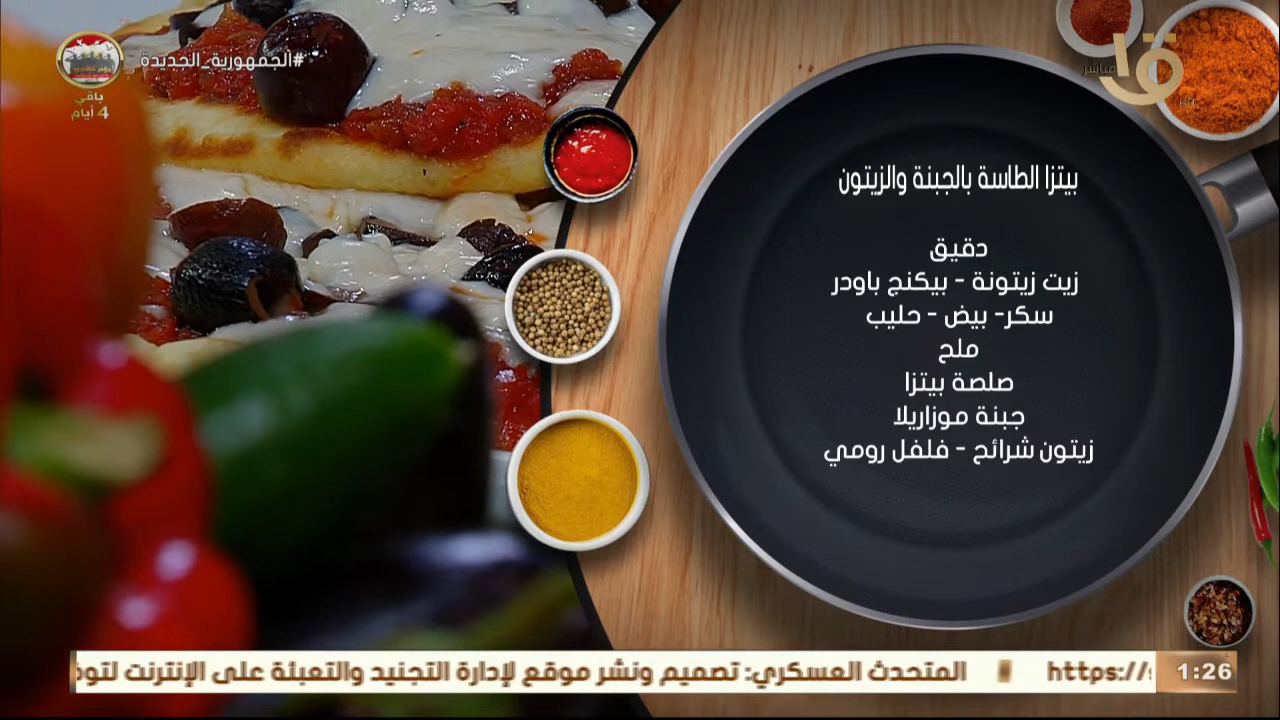 #الجمهورية_الجديدة
باقي
4 أيام
مباشر
HD
بيتزا الطاسة بالجبنة والزيتون
دقيق
زيت زيتونة - بيكنج باودر
سكر- بيض - حليب
ملح
صلصة بيتزا
جبنة موزاريلا
زيتون شرائح - فلفل رومي
https://
المتحدث العسكري: تصميم ونشر موقع لإدارة التجنيد والتعبئة على الإنترنت
1:26